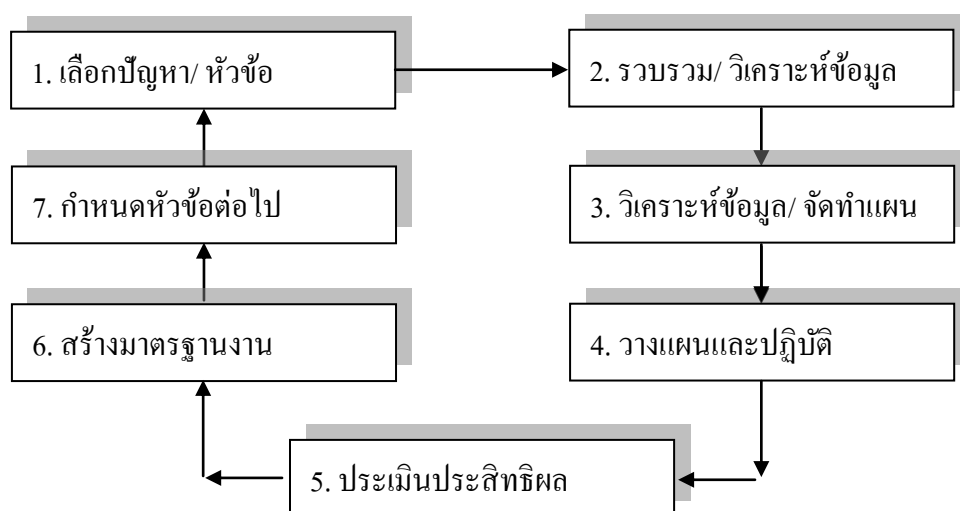 1. เลือกปัญหา/ หัวข้อ
2. รวบรวม/ วิเคราะห์ข้อมูล
3. วิเคราะห์ข้อมูล/ จัดทำแผน
4. วางแผนและปฏิบัติ
5. ประเมินประสิทธิผล
6. สร้างมาตรฐานงาน
7. กำหนดหัวข้อต่อไป